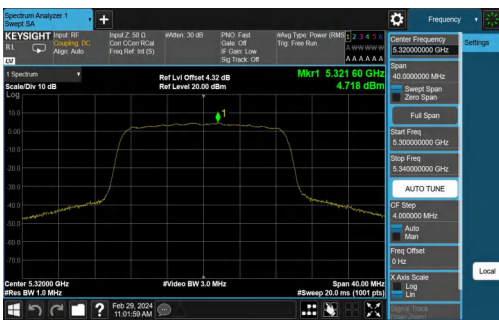 Spectrum Analyzer 1
Swept SA
+
Frequency
KEYSIGHT
Input: RF
Input Z: 50 Ω
#Atten: 30 dB
PNO: Fast
#Avg Type: Power (RMS
1 2 3 4 5 6
RL
Coupling: DC
Corr CCorr RCal
Gate: Off
Trig: Free Run
Align: Auto
Freq Ref: Int (S)
IF Gain: Low
A W W W W W
Sig Track: Off
A A A A A A
LXI
1 Spectrum
Ref Lvl Offset 4.32 dB
Mkr1 5.321 60 GHz
Scale/Div 10 dB
Ref Level 20.00 dBm
4.718 dBm
Log
1
10.0
0.00
-10.0
-20.0
-30.0
-40.0
-50.0
-60.0
-70.0
Center 5.32000 GHz
#Video BW 3.0 MHz
Span 40.00 MHz
#Res BW 1.0 MHz
#Sweep 20.0 ms (1001 pts)
Feb 29, 2024
11:01:59 AM
?
Center Frequency
5.320000000 GHz
Settings
Span
40.0000000 MHz
Swept Span
Zero Span
Full Span
Start Freq
5.300000000 GHz
Stop Freq
5.340000000 GHz
AUTO TUNE
CF Step
4.000000 MHz
Auto
Man
Freq Offset
0 Hz
X Axis Scale
Log
Lin
Local
Signal Track